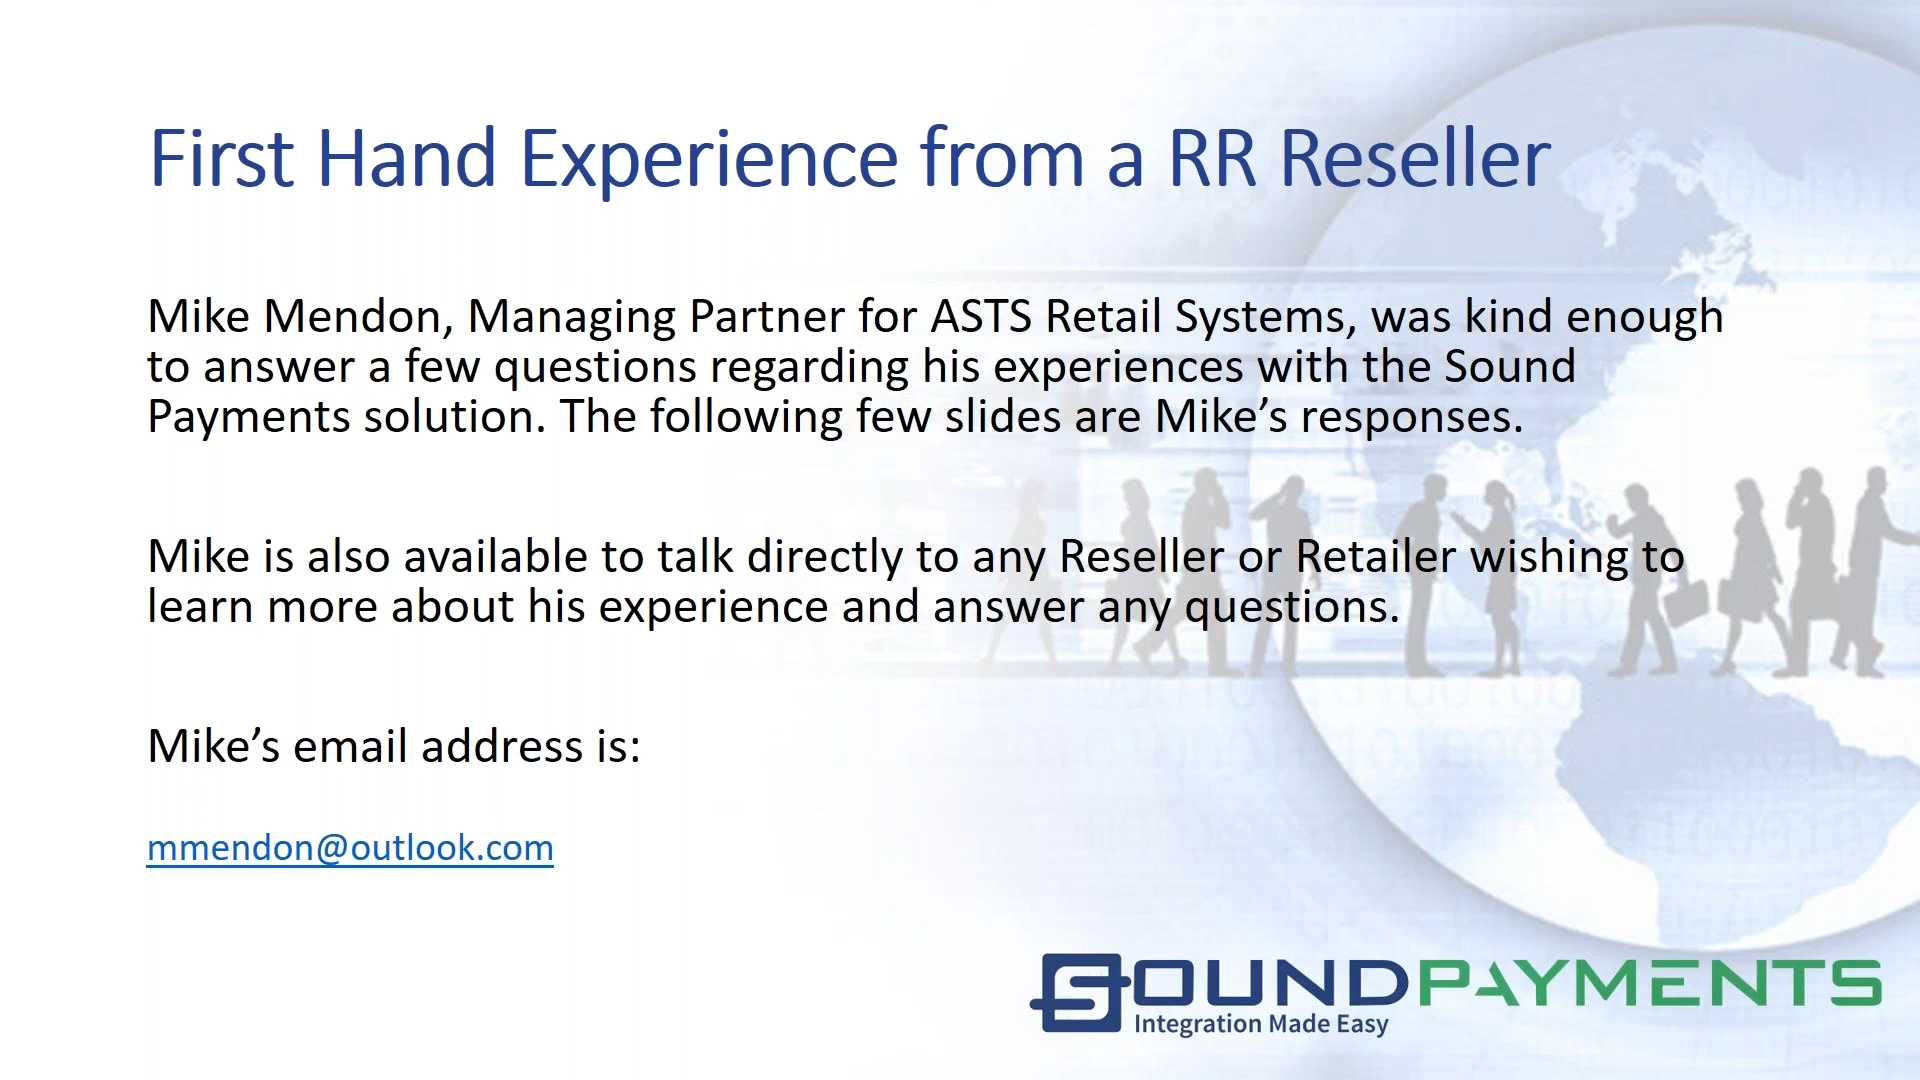 First Hand Experience from a RR Reseller
Mike Mendon, Managing Partner for ASTS Retail Systems, was kind enough
to answer a few questions regarding his experiences with the Sound
Payments solution. The following few slides are Mike’s responses.
Mike is also available to talk directly to any Reseller or Retailer wishing to
learn more about his experience and answer any questions.
Mike’s email address is:
mmendon@outlook.com
SOUNDPAYMENTS
Integration Made Easy